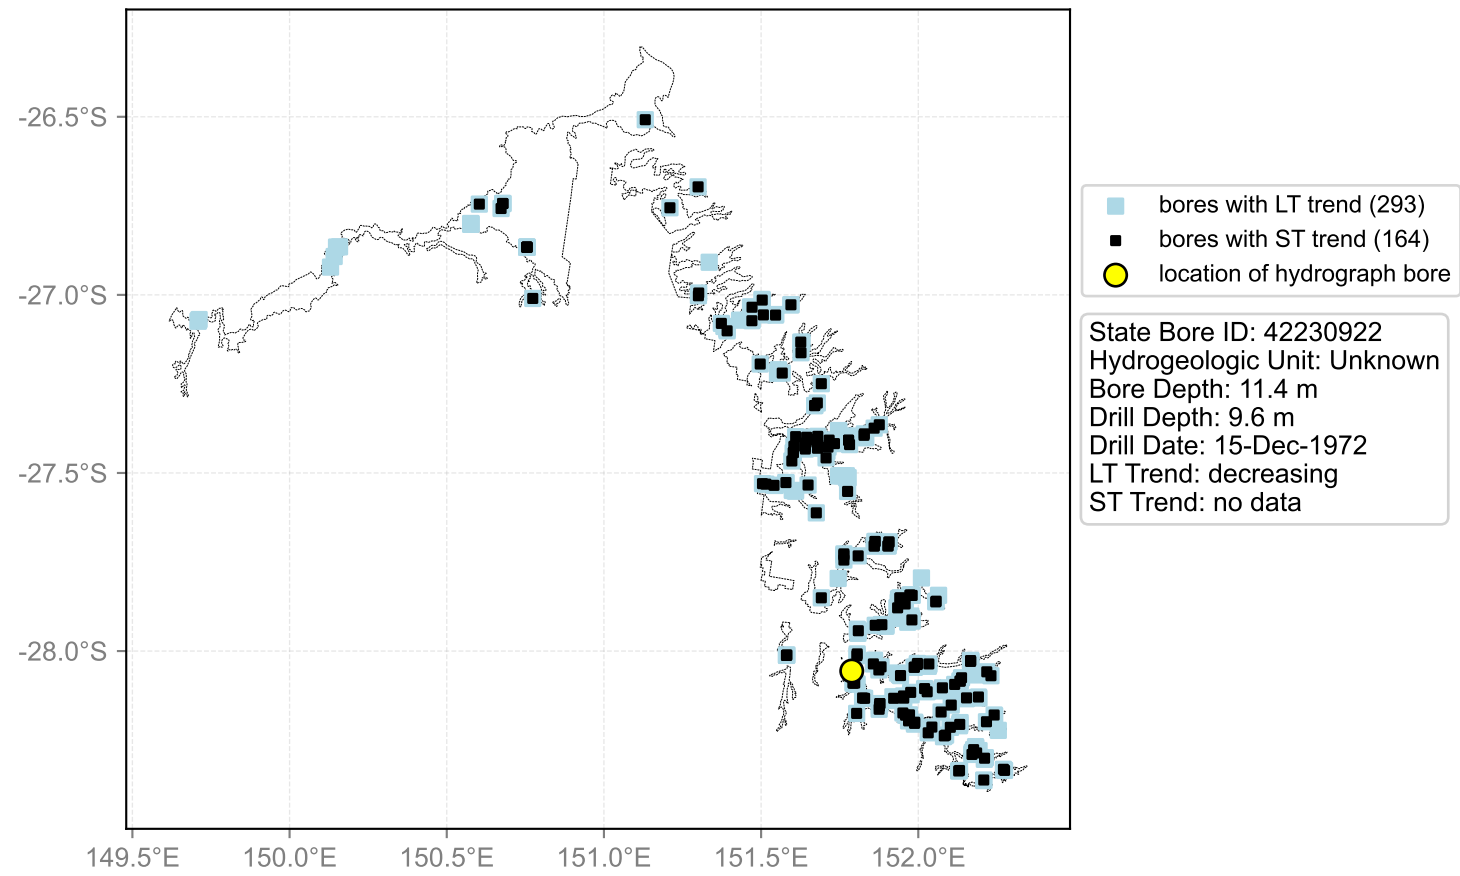 -26.5°S
-27.0°S
-27.5°S
-28.0°S
149.5°E
150.0°E
150.5°E
151.0°E
151.5°E
152.0°E
bores with LT trend (293)
bores with ST trend (164)
location of hydrograph bore
State Bore ID: 42230922
Hydrogeologic Unit: Unknown
Bore Depth: 11.4 m
Drill Depth: 9.6 m
Drill Date: 15-Dec-1972
LT Trend: decreasing
ST Trend: no data